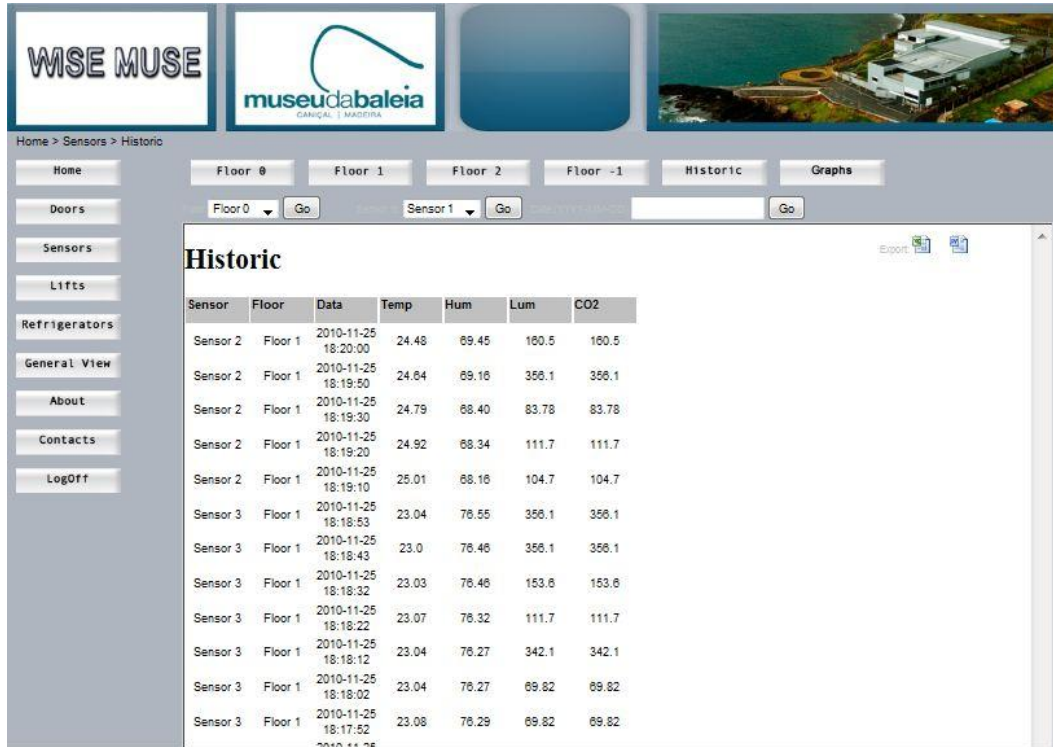 WISE MUSE
museudabaleia
CANIÇAL | MADEIRA
Home > Sensors > Historic
Home
Doors
Sensors
Lifts
Refrigerators
General View
About
Contacts
LogOff
Floor 0 Floor 1 Floor 2 Floor -1 Historic Graphs
Floor 0 Go Sensor 1 Go Go
Export:
Historic
Sensor Floor Data Temp Hum Lum CO2
Sensor 2 Floor 1 2010-11-25 18:20:00 24.48 69.45 160.5 160.5
Sensor 2 Floor 1 2010-11-25 18:19:50 24.64 69.16 356.1 356.1
Sensor 2 Floor 1 2010-11-25 18:19:30 24.79 68.40 83.78 83.78
Sensor 2 Floor 1 2010-11-25 18:19:20 24.92 68.34 111.7 111.7
Sensor 2 Floor 1 2010-11-25 18:19:10 25.01 68.16 104.7 104.7
Sensor 3 Floor 1 2010-11-25 18:18:53 23.04 76.55 356.1 356.1
Sensor 3 Floor 1 2010-11-25 18:18:43 23.0 76.46 356.1 356.1
Sensor 3 Floor 1 2010-11-25 18:18:32 23.03 76.46 153.6 153.6
Sensor 3 Floor 1 2010-11-25 18:18:22 23.07 76.32 111.7 111.7
Sensor 3 Floor 1 2010-11-25 18:18:12 23.04 76.27 342.1 342.1
Sensor 3 Floor 1 2010-11-25 18:18:02 23.04 76.27 69.82 69.82
Sensor 3 Floor 1 2010-11-25 18:17:52 23.08 76.29 69.82 69.82